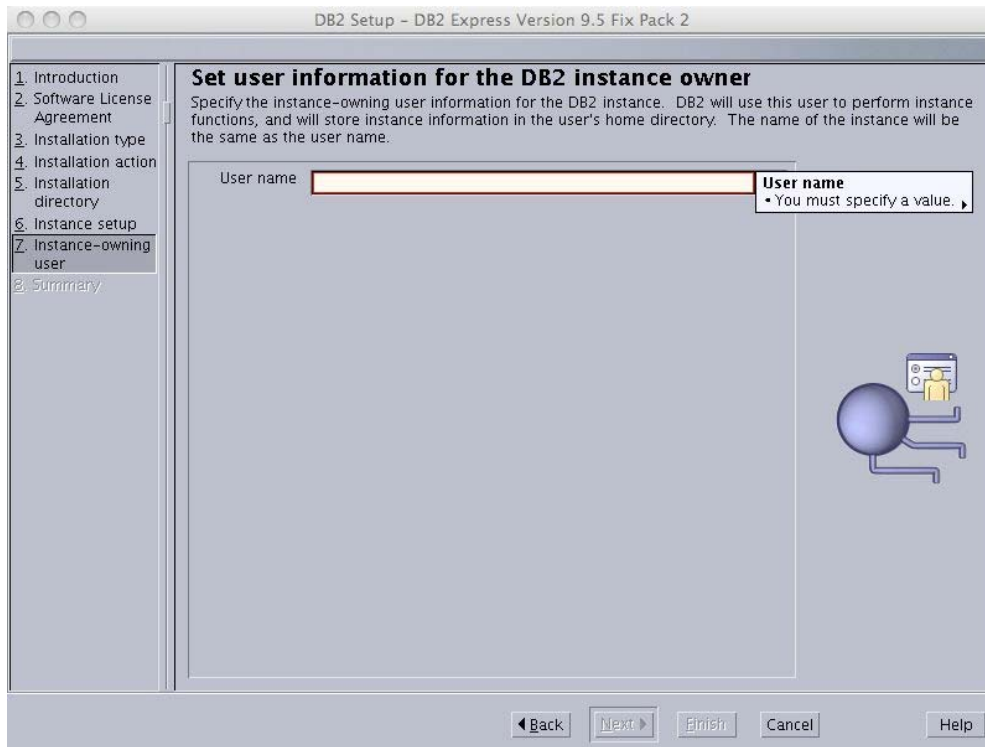 DB2 Setup - DB2 Express Version 9.5 Fix Pack 2
1. Introduction
2. Software License
Agreement
3. Installation type
4. Installation action
5. Installation
directory
6. Instance setup
7. Instance-owning
user
8. Summary
Set user information for the DB2 instance owner
Specify the instance-owning user information for the DB2 instance. DB2 will use this user to perform instance
functions, and will store instance information in the user's home directory. The name of the instance will be
the same as the user name.
User name
User name
• You must specify a value.
Back
Next
Finish
Cancel
Help